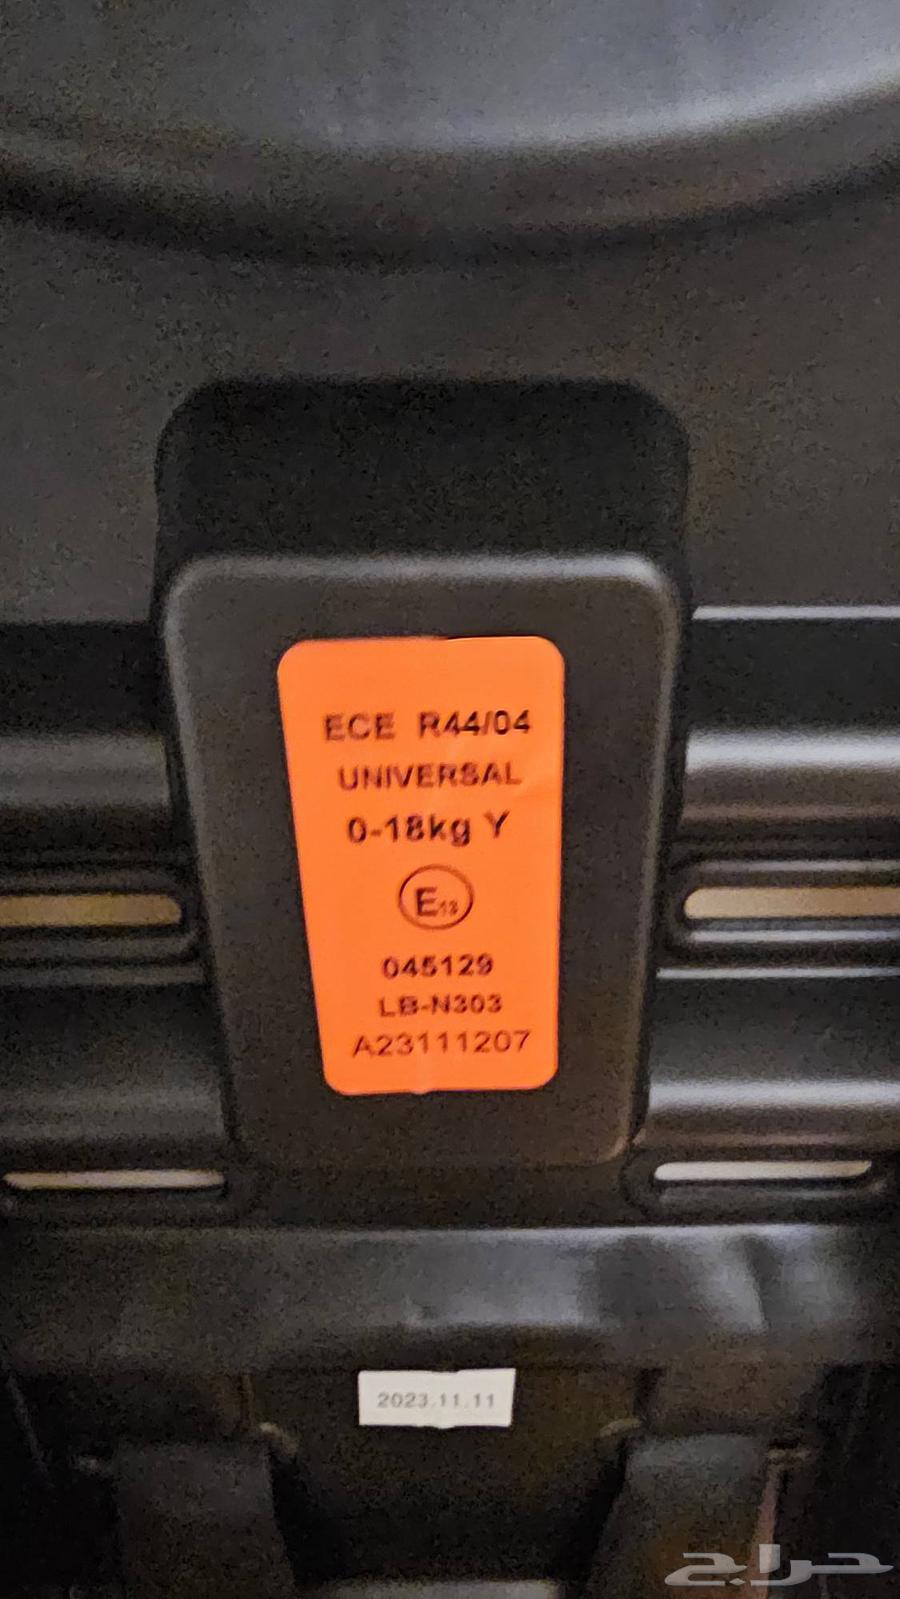 ECE R44/04
UNIVERSAL
0-18kg Y
E13
045129
LB-N303
A23111207
2023.11.11
حراج